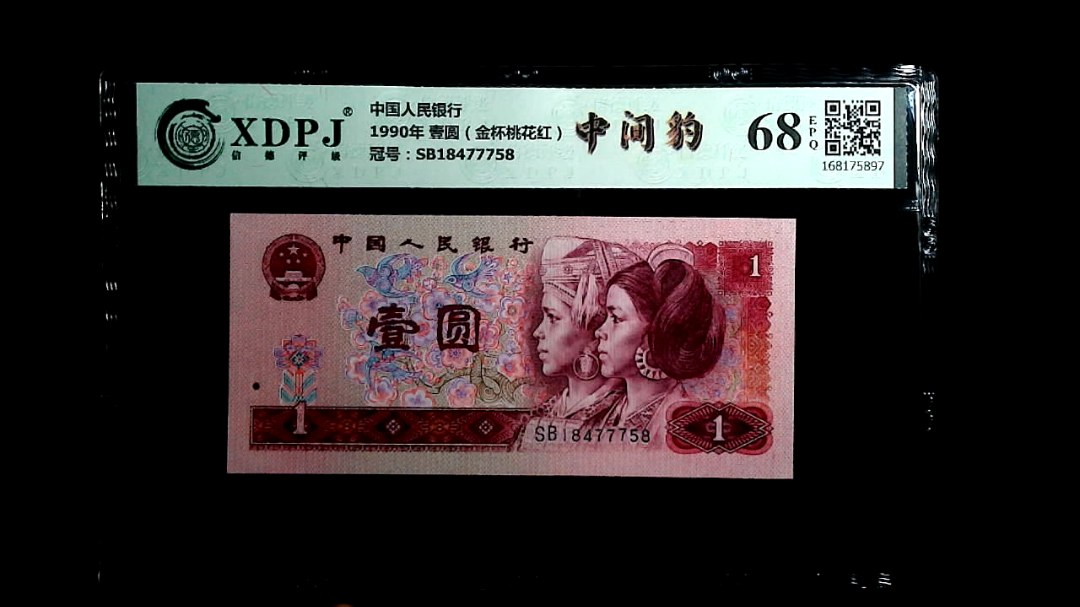 XDPJ®
信德评级
中国人民银行
1990年 壹圆（金杯桃花红）
冠号：SB18477758
中间豹
68
EPQ
168175897
中国人民银行
1
壹圆
1
SB18477758
1